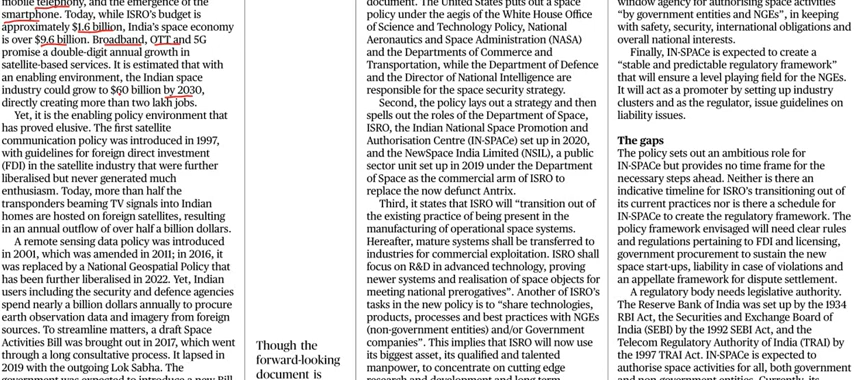 mobile telephony, and the emergence of the
smartphone. Today, while ISRO's budget is
approximately $1.6 billion, India's space economy
is over $9.6 billion. Broadband, OTT and 5G
promise a double-digit annual growth in
satellite-based services. It is estimated that with
an enabling environment, the Indian space
industry could grow to $60 billion by 2030,
directly creating more than two lakh jobs.
Yet, it is the enabling policy environment that
has proved elusive. The first satellite
communication policy was introduced in 1997,
with guidelines for foreign direct investment
(FDI) in the satellite industry that were further
liberalised but never generated much
enthusiasm. Today, more than half the
transponders beaming TV signals into Indian
homes are hosted on foreign satellites, resulting
in an annual outflow of over half a billion dollars.
A remote sensing data policy was introduced
in 2001, which was amended in 2011; in 2016, it
was replaced by a National Geospatial Policy that
has been further liberalised in 2022. Yet, Indian
users including the security and defence agencies
spend nearly a billion dollars annually to procure
earth observation data and imagery from foreign
sources. To streamline matters, a draft Space
Activities Bill was brought out in 2017, which went
through a long consultative process. It lapsed in
2019 with the outgoing Lok Sabha. The
government was expected to introduce a new Bill
Though the
forward-looking
document is
document. The United States puts out a space
policy under the aegis of the White House Office
of Science and Technology Policy, National
Aeronautics and Space Administration (NASA)
and the Departments of Commerce and
Transportation, while the Department of Defence
and the Director of National Intelligence are
responsible for the space security strategy.
Second, the policy lays out a strategy and then
spells out the roles of the Department of Space,
ISRO, the Indian National Space Promotion and
Authorisation Centre (IN-SPACe) set up in 2020,
and the NewSpace India Limited (NSIL), a public
sector unit set up in 2019 under the Department
of Space as the commercial arm of ISRO to
replace the now defunct Antrix.
Third, it states that ISRO will "transition out of
the existing practice of being present in the
manufacturing of operational space systems.
Hereafter, mature systems shall be transferred to
industries for commercial exploitation. ISRO shall
focus on R&D in advanced technology, proving
newer systems and realisation of space objects for
meeting national prerogatives". Another of ISRO's
tasks in the new policy is to "share technologies,
products, processes and best practices with NGEs
(non-government entities) and/or Government
companies". This implies that ISRO will now use
its biggest asset, its qualified and talented
manpower, to concentrate on cutting edge
research and development and long-term
window agency for authorising space activities
"by government entities and NGEs", in keeping
with safety, security, international obligations and
overall national interests.
Finally, IN-SPACe is expected to create a
"stable and predictable regulatory framework"
that will ensure a level playing field for the NGEs.
It will act as a promoter by setting up industry
clusters and as the regulator, issue guidelines on
liability issues.
The gaps
The policy sets out an ambitious role for
IN-SPACe but provides no time frame for the
necessary steps ahead. Neither is there an
indicative timeline for ISRO's transitioning out of
its current practices nor is there a schedule for
IN-SPACe to create the regulatory framework. The
policy framework envisaged will need clear rules
and regulations pertaining to FDI and licensing,
government procurement to sustain the new
space start-ups, liability in case of violations and
an appellate framework for dispute settlement.
A regulatory body needs legislative authority.
The Reserve Bank of India was set up by the 1934
RBI Act, the Securities and Exchange Board of
India (SEBI) by the 1992 SEBI Act, and the
Telecom Regulatory Authority of India (TRAI) by
the 1997 TRAI Act. IN-SPACe is expected to
authorise space activities for all, both government
and non-government entities. Currently, its